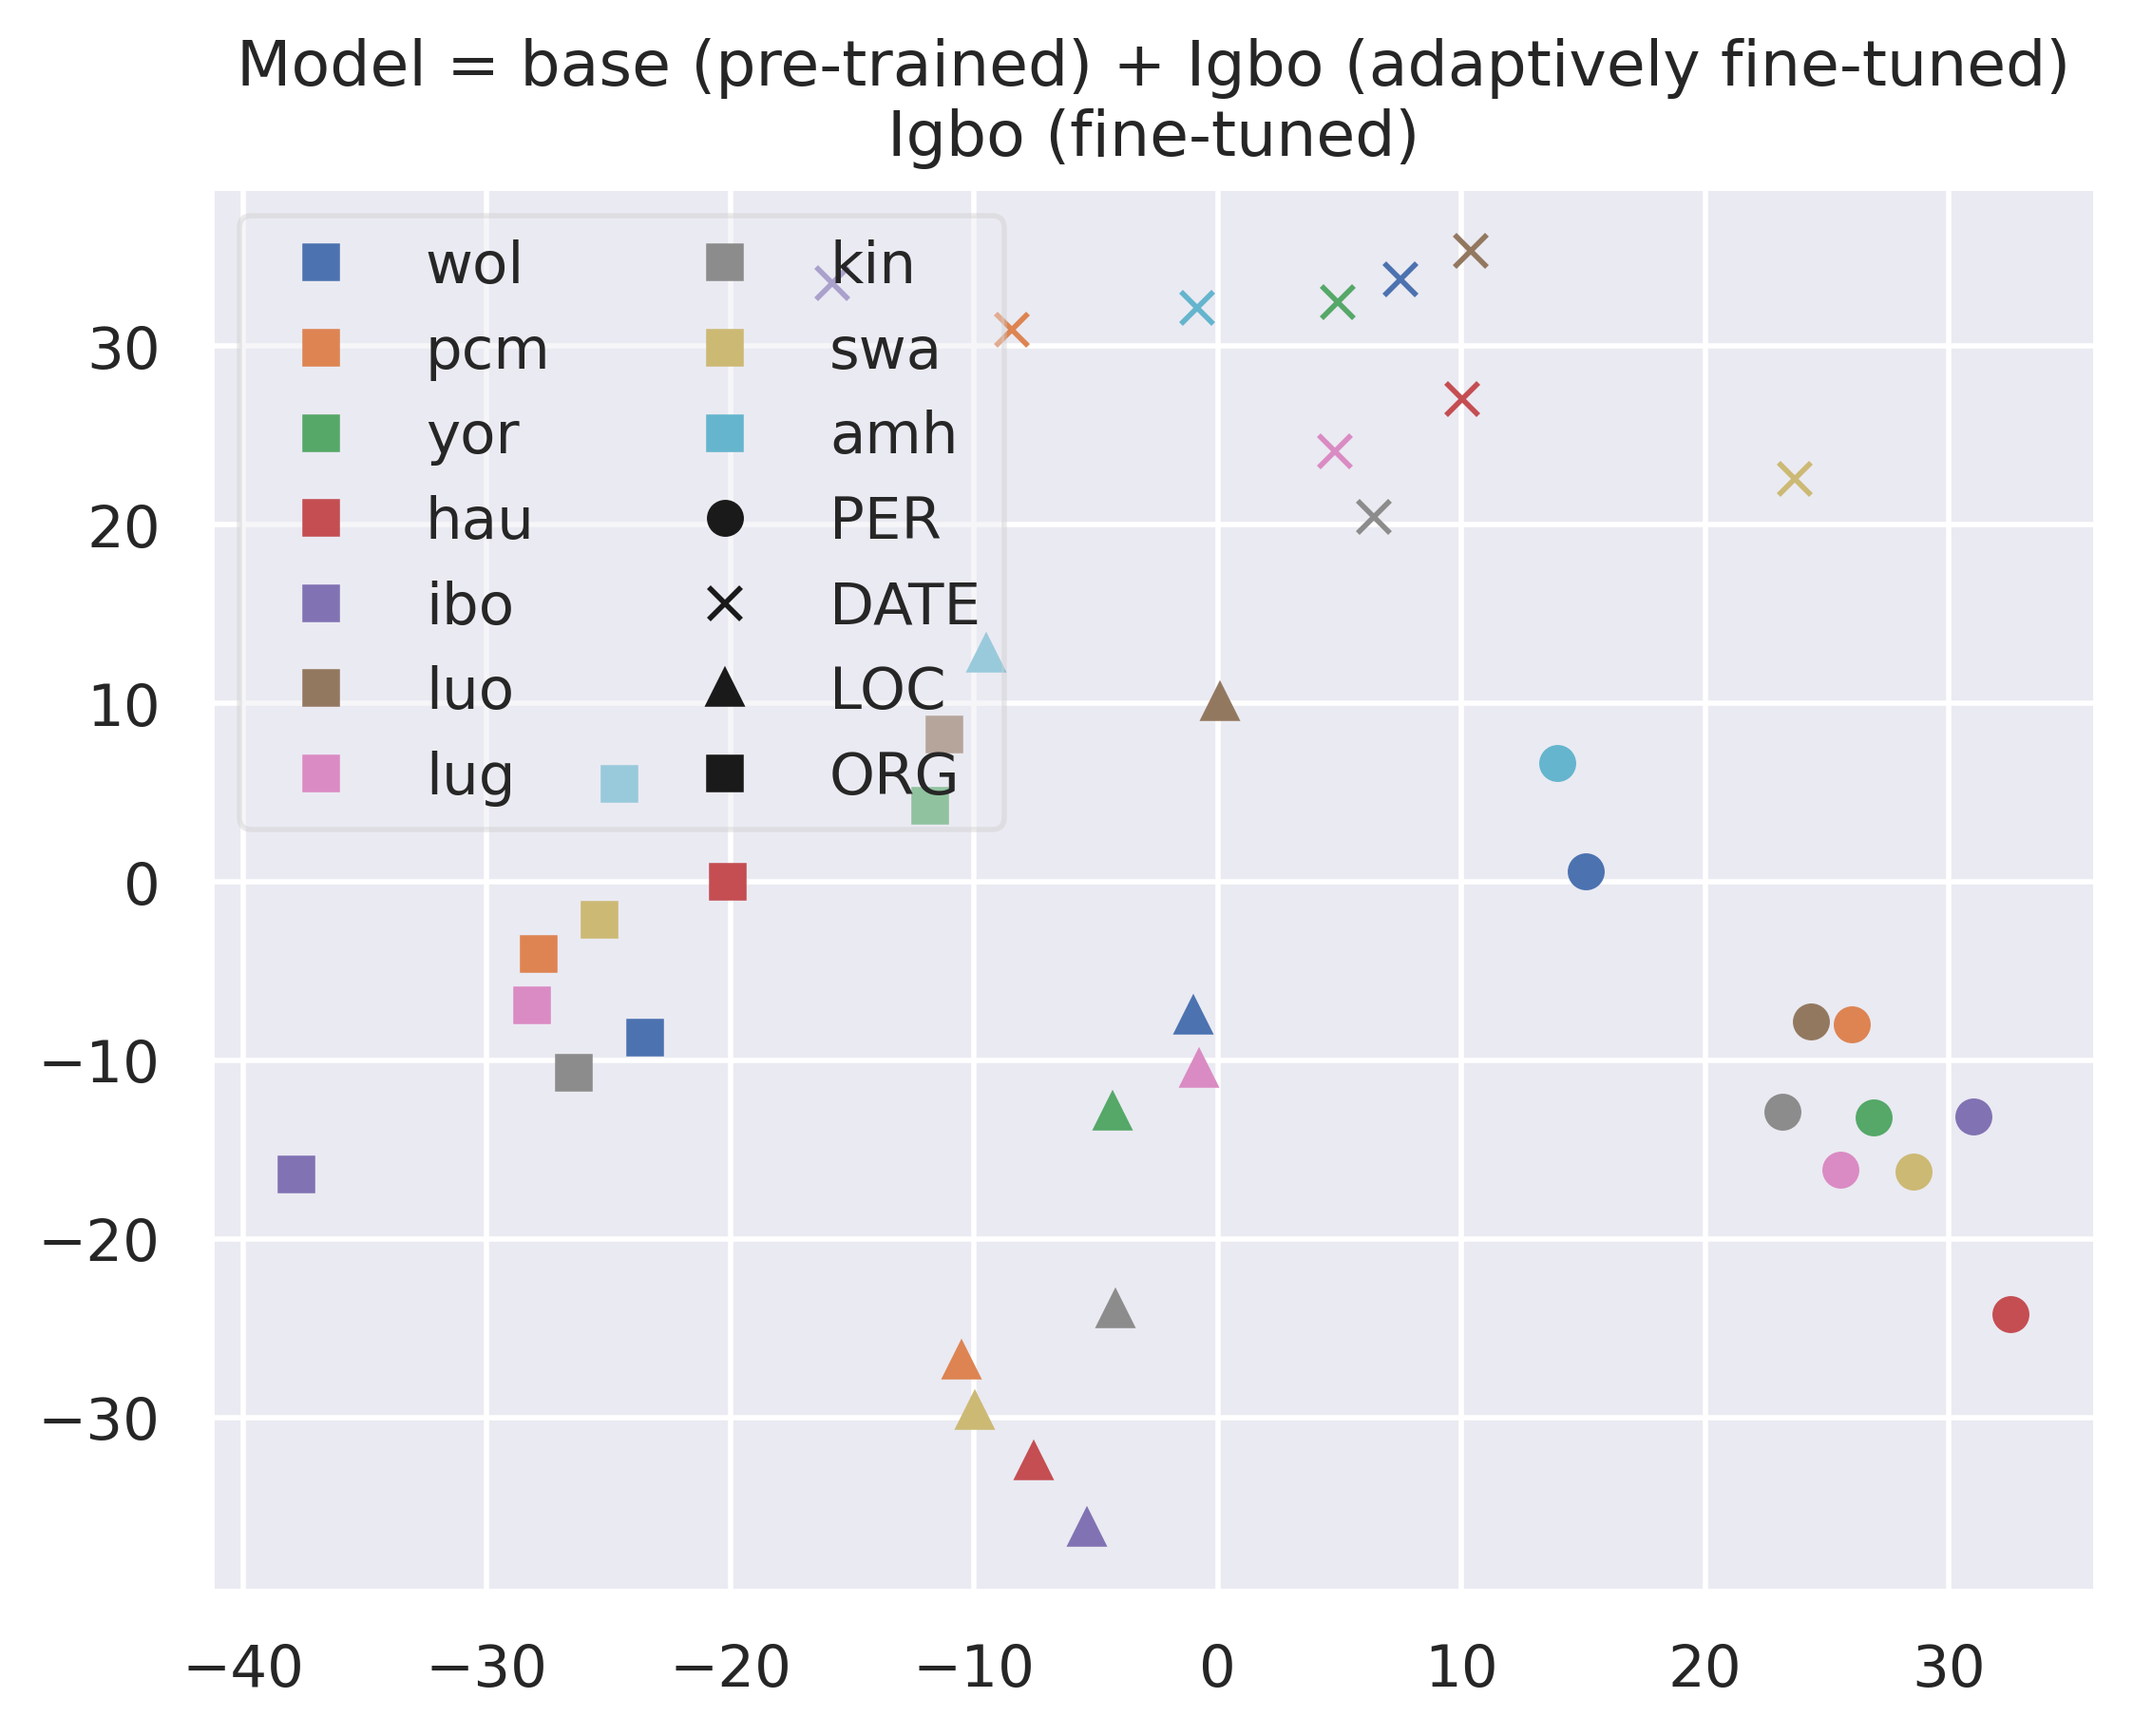 Model = base (pre-trained) + Igbo (adaptively fine-tuned)
Igbo (fine-tuned)
wol
pcm
yor
hau
ibo
luo
lug
kin
swa
amh
PER
DATE
LOC
ORG
30
20
10
0
−10
−20
−30
−40 −30 −20 −10 0 10 20 30